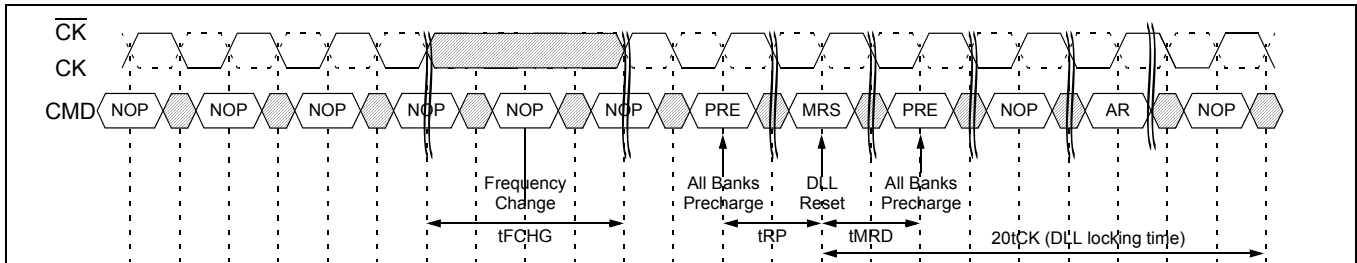 CK
CK
CMD NOP NOP NOP NOP NOP NOP PRE MRS PRE NOP AR NOP
Frequency Change
All Banks Precharge
DLL Reset
All Banks Precharge
tFCHG
tRP
tMRD
20tCK (DLL locking time)